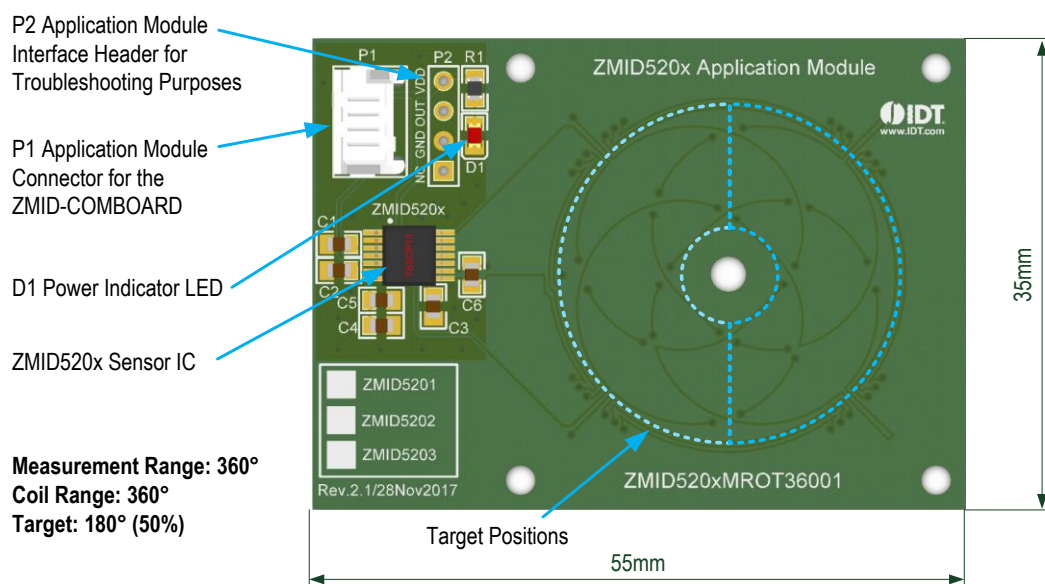 P2 Application Module
Interface Header for
Troubleshooting Purposes
P1 Application Module
Connector for the
ZMID-COMBOARD
D1 Power Indicator LED
ZMID520x Sensor IC
Measurement Range: 360°
Coil Range: 360°
Target: 180° (50%)
P1
P2
R1
VDD
OUT
GND
NC
D1
ZMID520x
C1
C2
C5
C4
C3
C6
ZMID5201
ZMID5202
ZMID5203
Rev.2.1/28Nov2017
ZMID520x Application Module
IDT
www.IDT.com
ZMID520xMROT36001
Target Positions
55mm
35mm